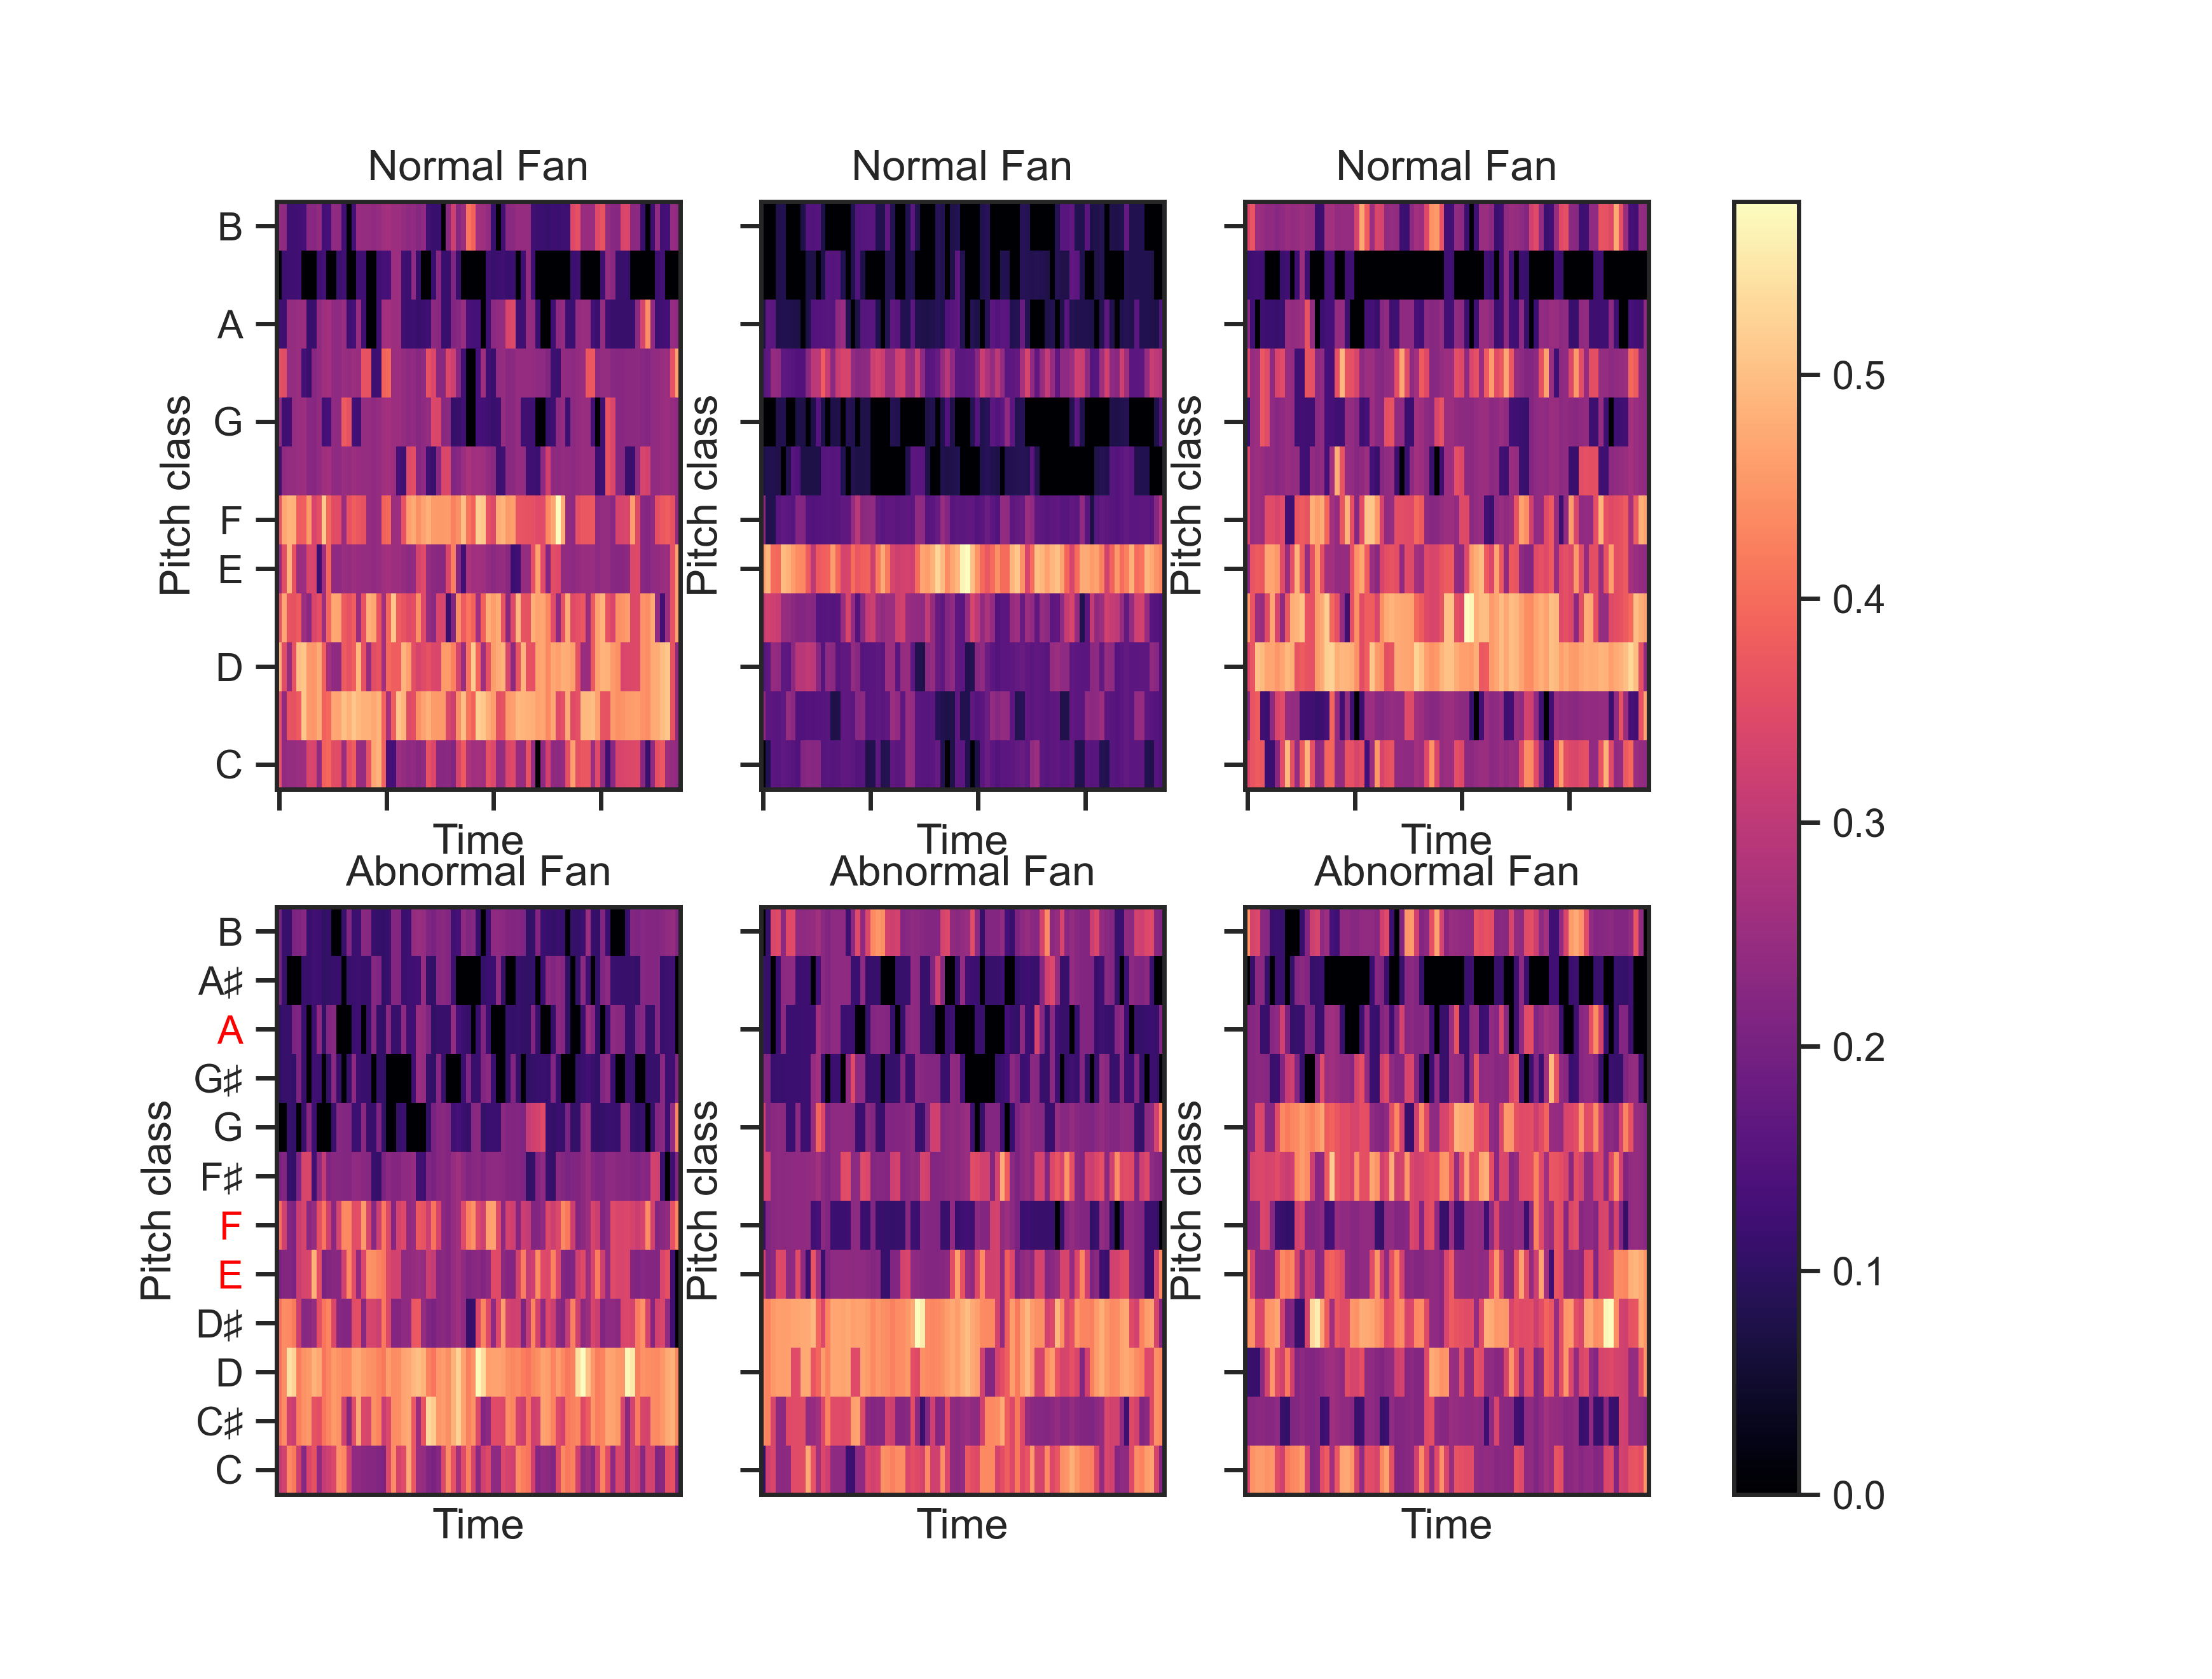 Normal Fan
Normal Fan
Normal Fan
B
A
G
F
E
D
C
Pitch class
Pitch class
Pitch class
Time
Time
Time
Abnormal Fan
Abnormal Fan
Abnormal Fan
B
A♯
A
G♯
G
F♯
F
E
D♯
D
C♯
C
Pitch class
Pitch class
Pitch class
Time
Time
Time
0.5
0.4
0.3
0.2
0.1
0.0